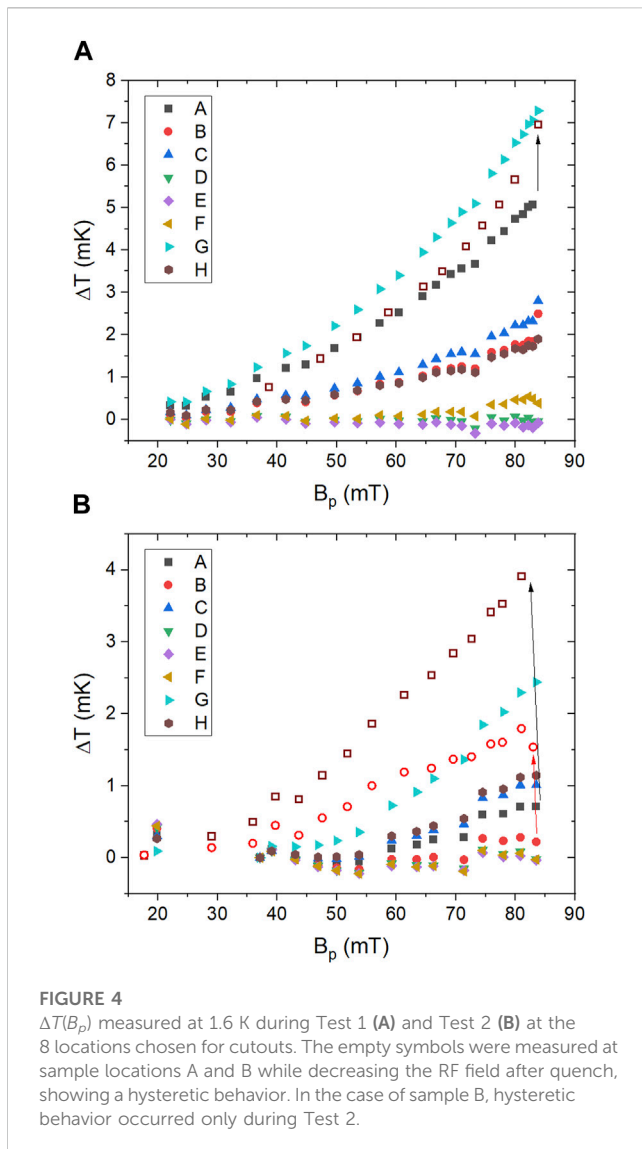 A
8
7
6
5
4
3
2
1
0
ΔT (mK)
A
B
C
D
E
F
G
H
20 30 40 50 60 70 80 90
Bp (mT)
B
4
3
2
1
0
ΔT (mK)
A
B
C
D
E
F
G
H
20 30 40 50 60 70 80 90
Bp (mT)
FIGURE 4
ΔT(Bp) measured at 1.6 K during Test 1 (A) and Test 2 (B) at the
8 locations chosen for cutouts. The empty symbols were measured at
sample locations A and B while decreasing the RF field after quench,
showing a hysteretic behavior. In the case of sample B, hysteretic
behavior occurred only during Test 2.